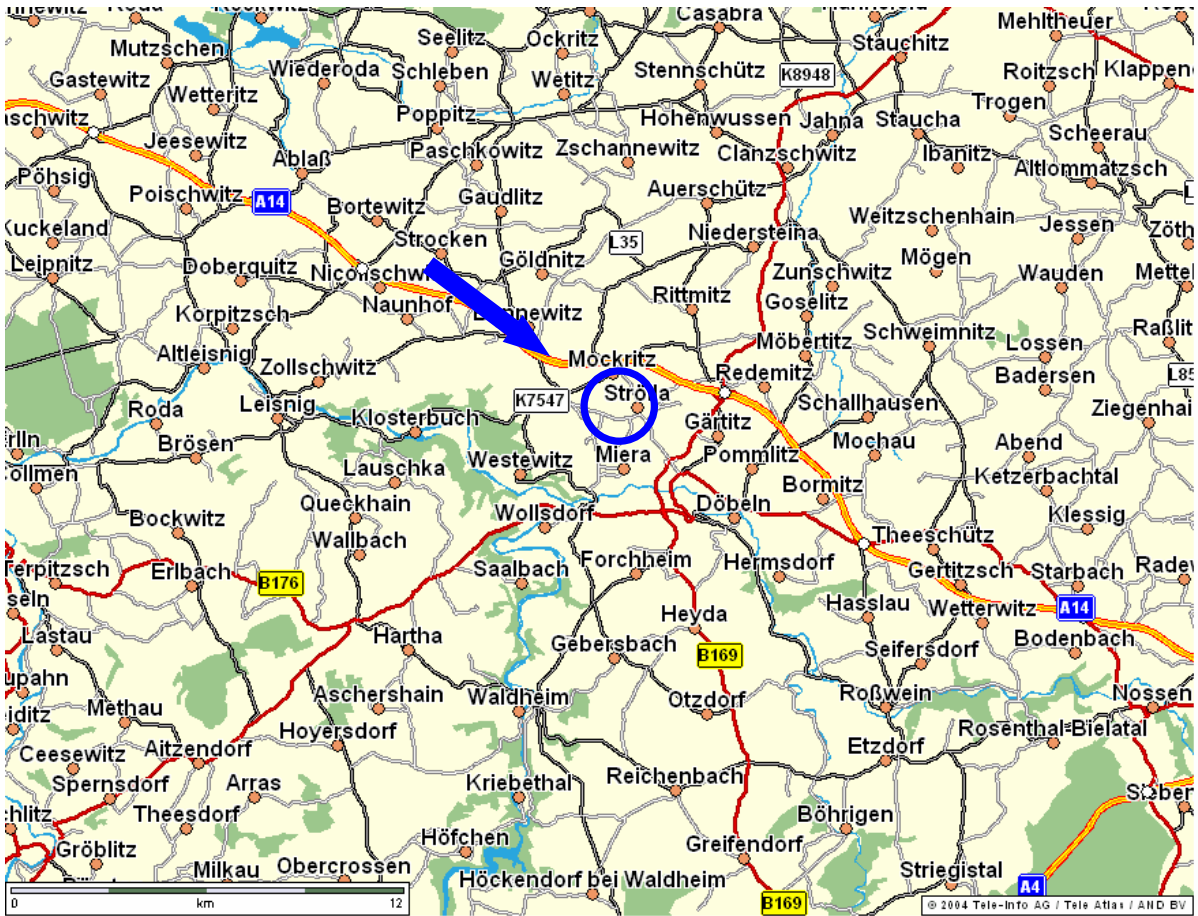 Casabra
Mehltheuer
Mutzschen
Seelitz
Ockritz
Stauchitz
Gastewitz
Wiederoda
Schleben
Wetitz
Stennschütz
K8948
Roitzsch
Wetteritz
Poppitz
Hohenwussen
Jahna
Staucha
Trogen
Jeesewitz
Ablaß
Paschkowitz
Zschannewitz
Clanzschwitz
Ibanitz
Scheerau
Altlommatzsch
Pöhsig
Poischwitz
A14
Bortewitz
Gaudlitz
Auerschütz
Weitzschenhain
Jessen
Kuckeland
Strocken
L35
Niedersteina
Leipnitz
Doberquitz
Göldnitz
Zunschwitz
Mögen
Wauden
Naunhof
Rittmitz
Goselitz
Korpitzsch
Schweimnitz
Lossen
Altleisnig
Zollschwitz
Mockritz
Möbertitz
Redemitz
Badersen
L85
Roda
Leisnig
Klosterbuch
K7547
Schallhausen
Brösen
Gärtitz
Mochau
Abend
Collmen
Lauschka
Westewitz
Miera
Pommlitz
Ketzerbachtal
Queckhain
Bormitz
Bockwitz
Wollsdorf
Döbeln
Klessig
Wallbach
Theeschütz
Terpitzsch
Erlbach
B176
Saalbach
Forchheim
Hermsdorf
Gertitzsch
Starbach
Lastau
Hartha
Heyda
Hasslau
Wetterwitz
A14
Bodenbach
Gebersbach
B169
Seifersdorf
Aschershain
Waldheim
Otzdorf
Roßwein
Nossen
Methau
Hoyersdorf
Rosenthal-Bielatal
Ceesewitz
Aitzendorf
Etzdorf
Spernsdorf
Arras
Kriebethal
Reichenbach
Theesdorf
Böhrigen
Gröblitz
Höfchen
Greifendorf
Milkau
Obercrossen
Höckendorf bei Waldheim
Striegistal
A4
B169
0 km 12
© 2004 Tele-Info AG / Tele Atlas / AND BV